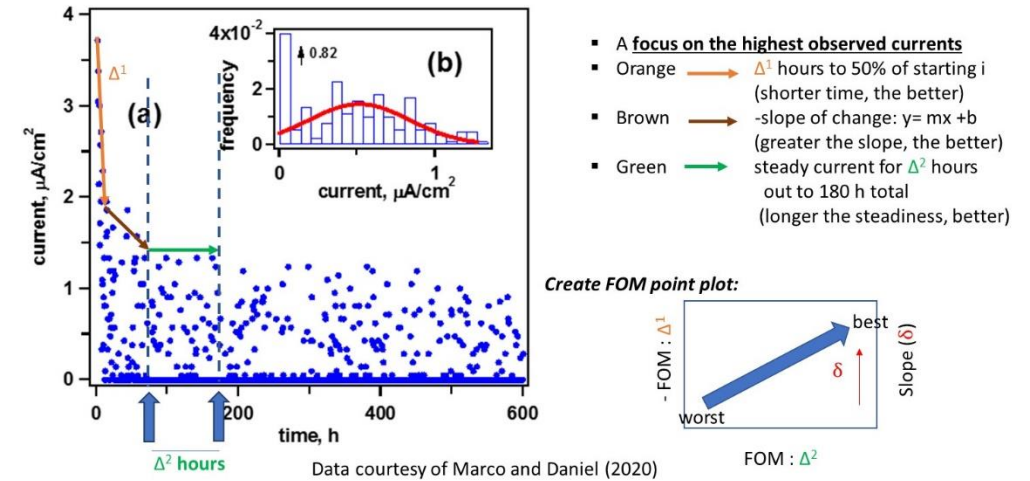 4
3
2
1
0
current, µA/cm²
0
200
400
600
time, h
Δ¹
(a)
4x10⁻²
2
0
frequency
0.82
(b)
0
1
current, µA/cm²
Δ² hours
Data courtesy of Marco and Daniel (2020)
▪ A focus on the highest observed currents
▪ Orange Δ¹ hours to 50% of starting i
(shorter time, the better)
▪ Brown -slope of change: y= mx +b
(greater the slope, the better)
▪ Green steady current for Δ² hours
out to 180 h total
(longer the steadiness, better)
Create FOM point plot:
- FOM : Δ¹
best
δ
worst
Slope (δ)
FOM : Δ²